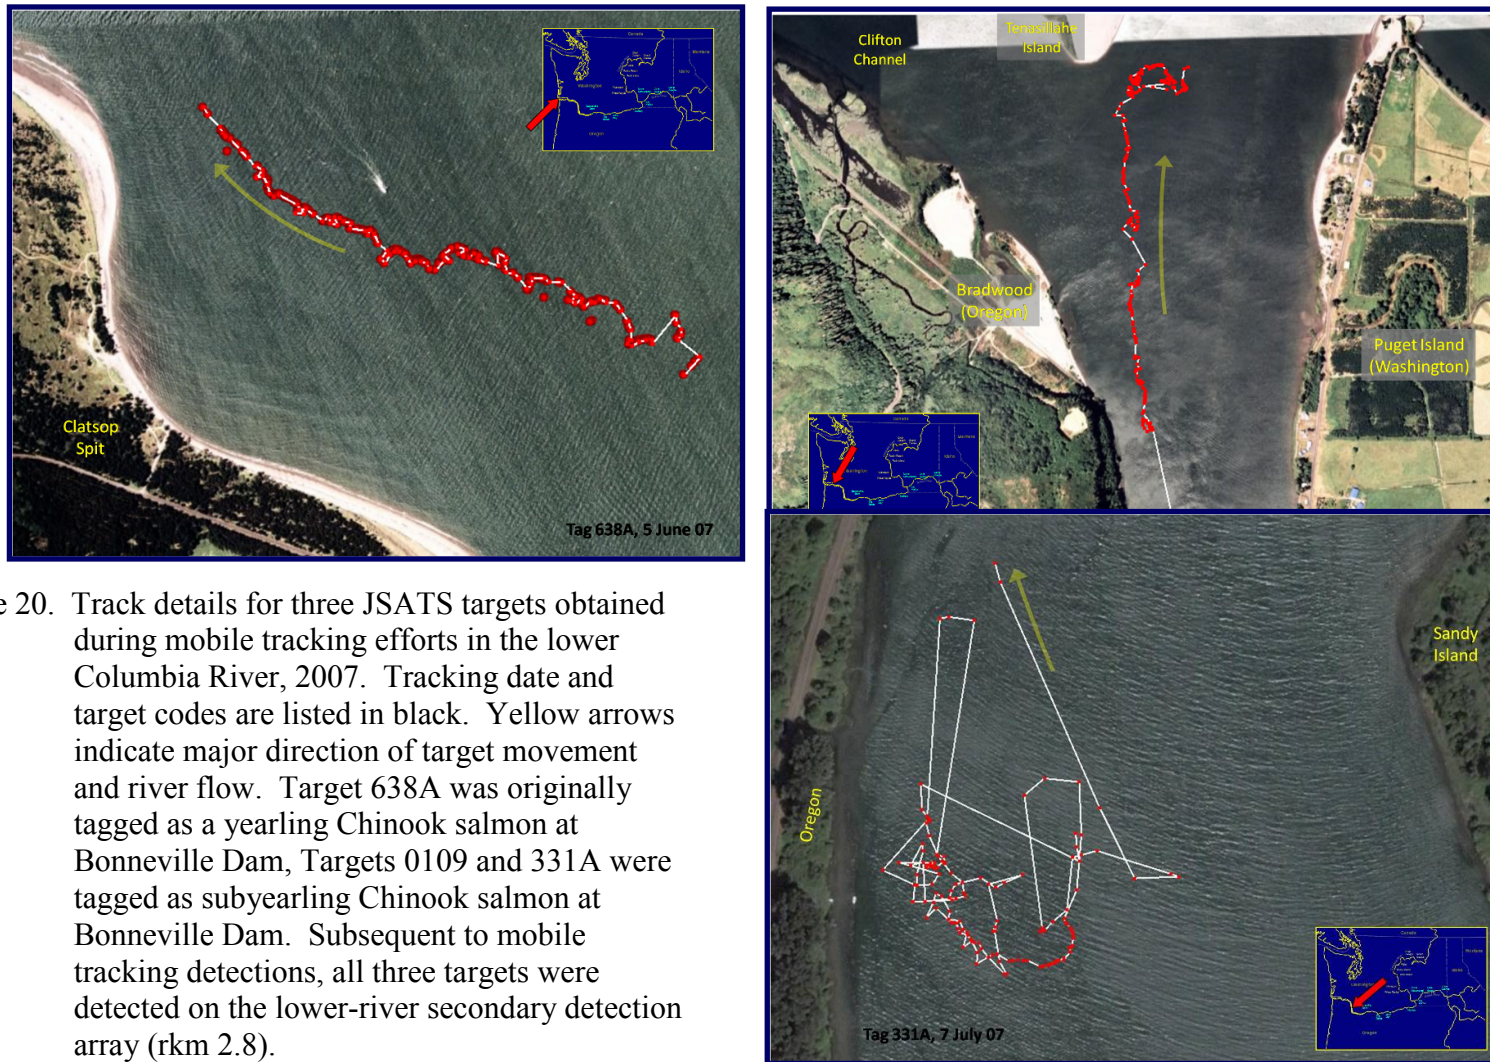 Clatsop
Spit
Tag 638A, 5 June 07
Canada
Washington
Oregon
Idaho
Montana
Clifton
Channel
Tenasillahe
Island
Bradwood
(Oregon)
Puget Island
(Washington)
Oregon
Sandy
Island
Tag 331A, 7 July 07
e 20. Track details for three JSATS targets obtained
during mobile tracking efforts in the lower
Columbia River, 2007. Tracking date and
target codes are listed in black. Yellow arrows
indicate major direction of target movement
and river flow. Target 638A was originally
tagged as a yearling Chinook salmon at
Bonneville Dam, Targets 0109 and 331A were
tagged as subyearling Chinook salmon at
Bonneville Dam. Subsequent to mobile
tracking detections, all three targets were
detected on the lower-river secondary detection
array (rkm 2.8).